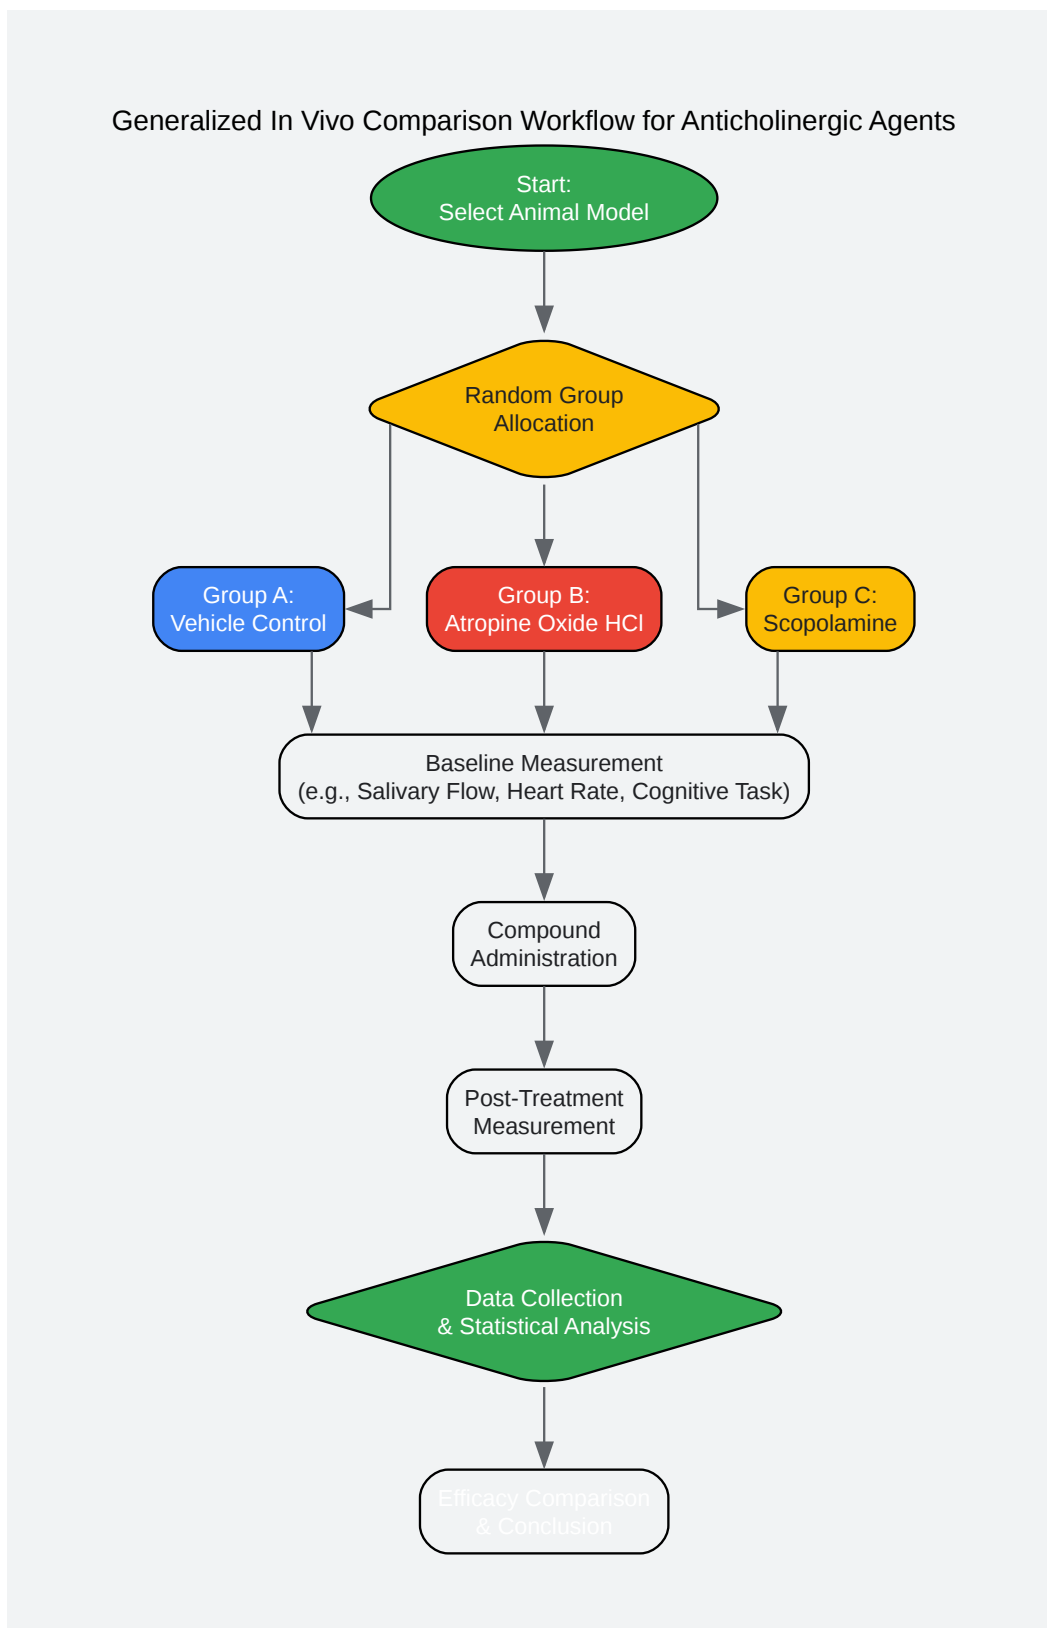 Generalized In Vivo Comparison Workflow for Anticholinergic Agents
Start:
Select Animal Model
Random Group
Allocation
Group A:
Vehicle Control
Group B:
Atropine Oxide HCl
Group C:
Scopolamine
Baseline Measurement
(e.g., Salivary Flow, Heart Rate, Cognitive Task)
Compound
Administration
Post-Treatment
Measurement
Data Collection
& Statistical Analysis
Efficacy Comparison
& Conclusion